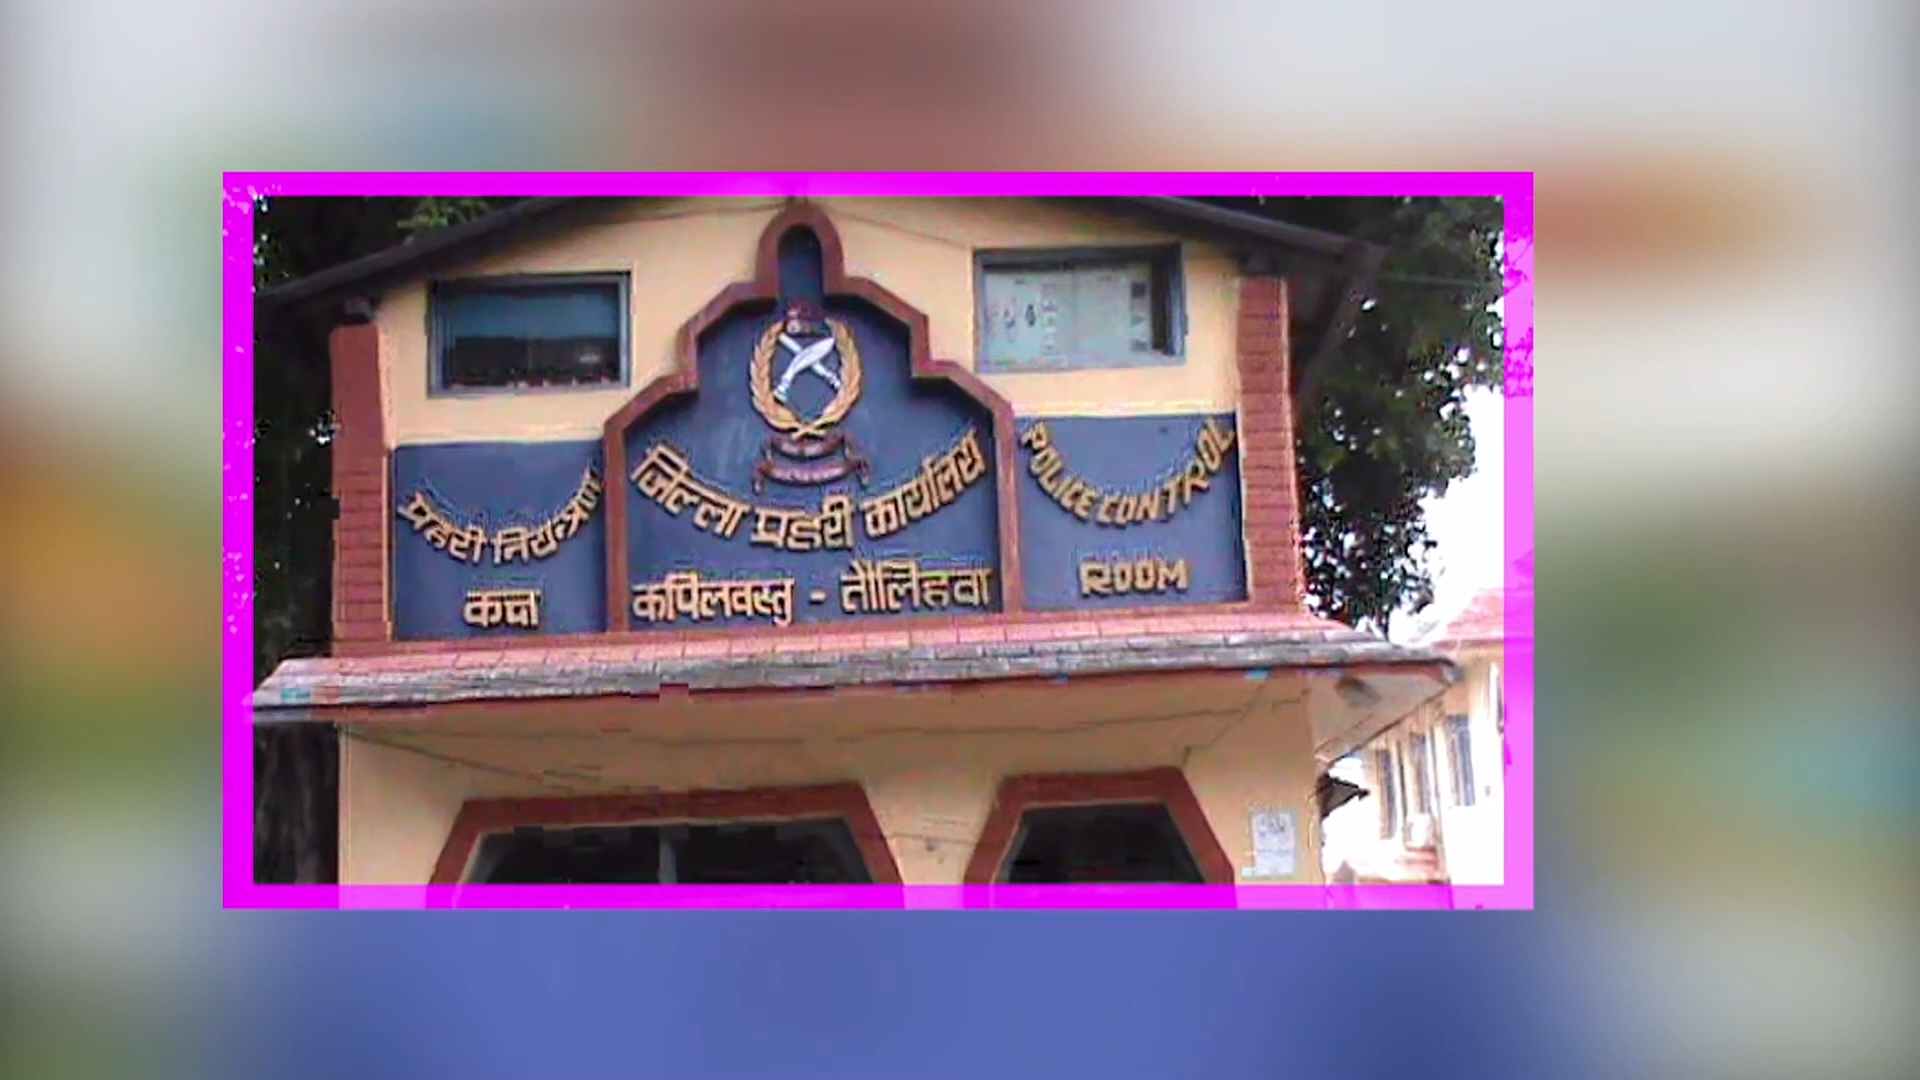 प्रहरी नियन्त्रण
कक्ष
जिल्ला प्रहरी कार्यालय
कपिलवस्तु - तौलिहवा
POLICE CONTROL
ROOM